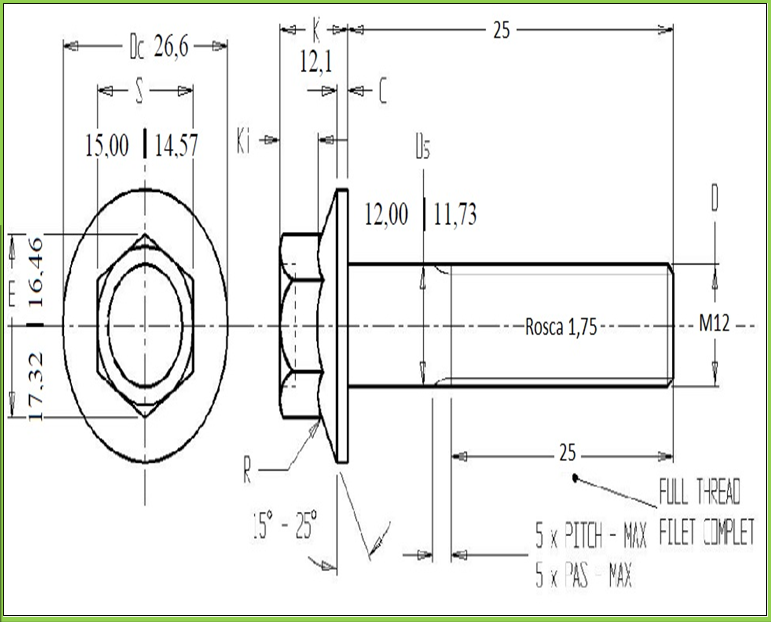 K
25
Dc 26,6
12,1
S
C
Ki
Ds
15,00 | 14,57
D
12,00 | 11,73
E
16,46
17,32
Rosca 1,75
M12
25
R
15° - 25°
FULL THREAD
FILET COMPLET
5 x PITCH - MAX
5 x PAS - MAX